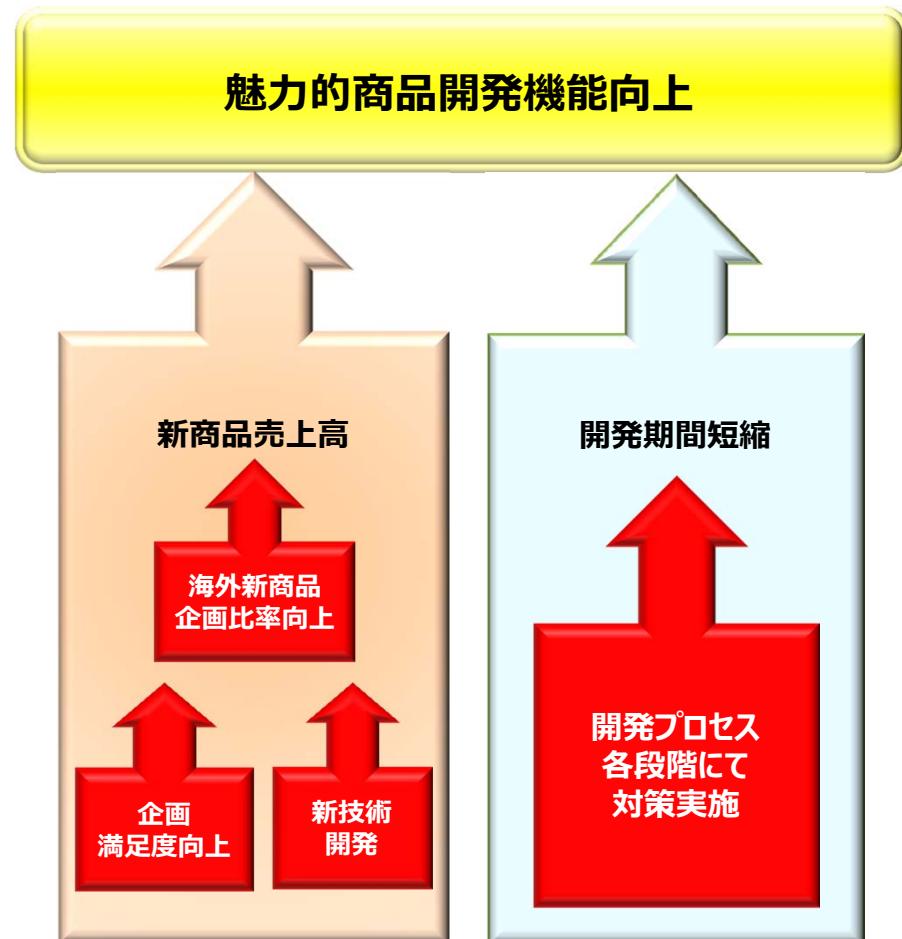 魅力的商品開発機能向上
新商品売上高
海外新商品
企画比率向上
企画
満足度向上
新技術
開発
開発期間短縮
開発プロセス
各段階にて
対策実施